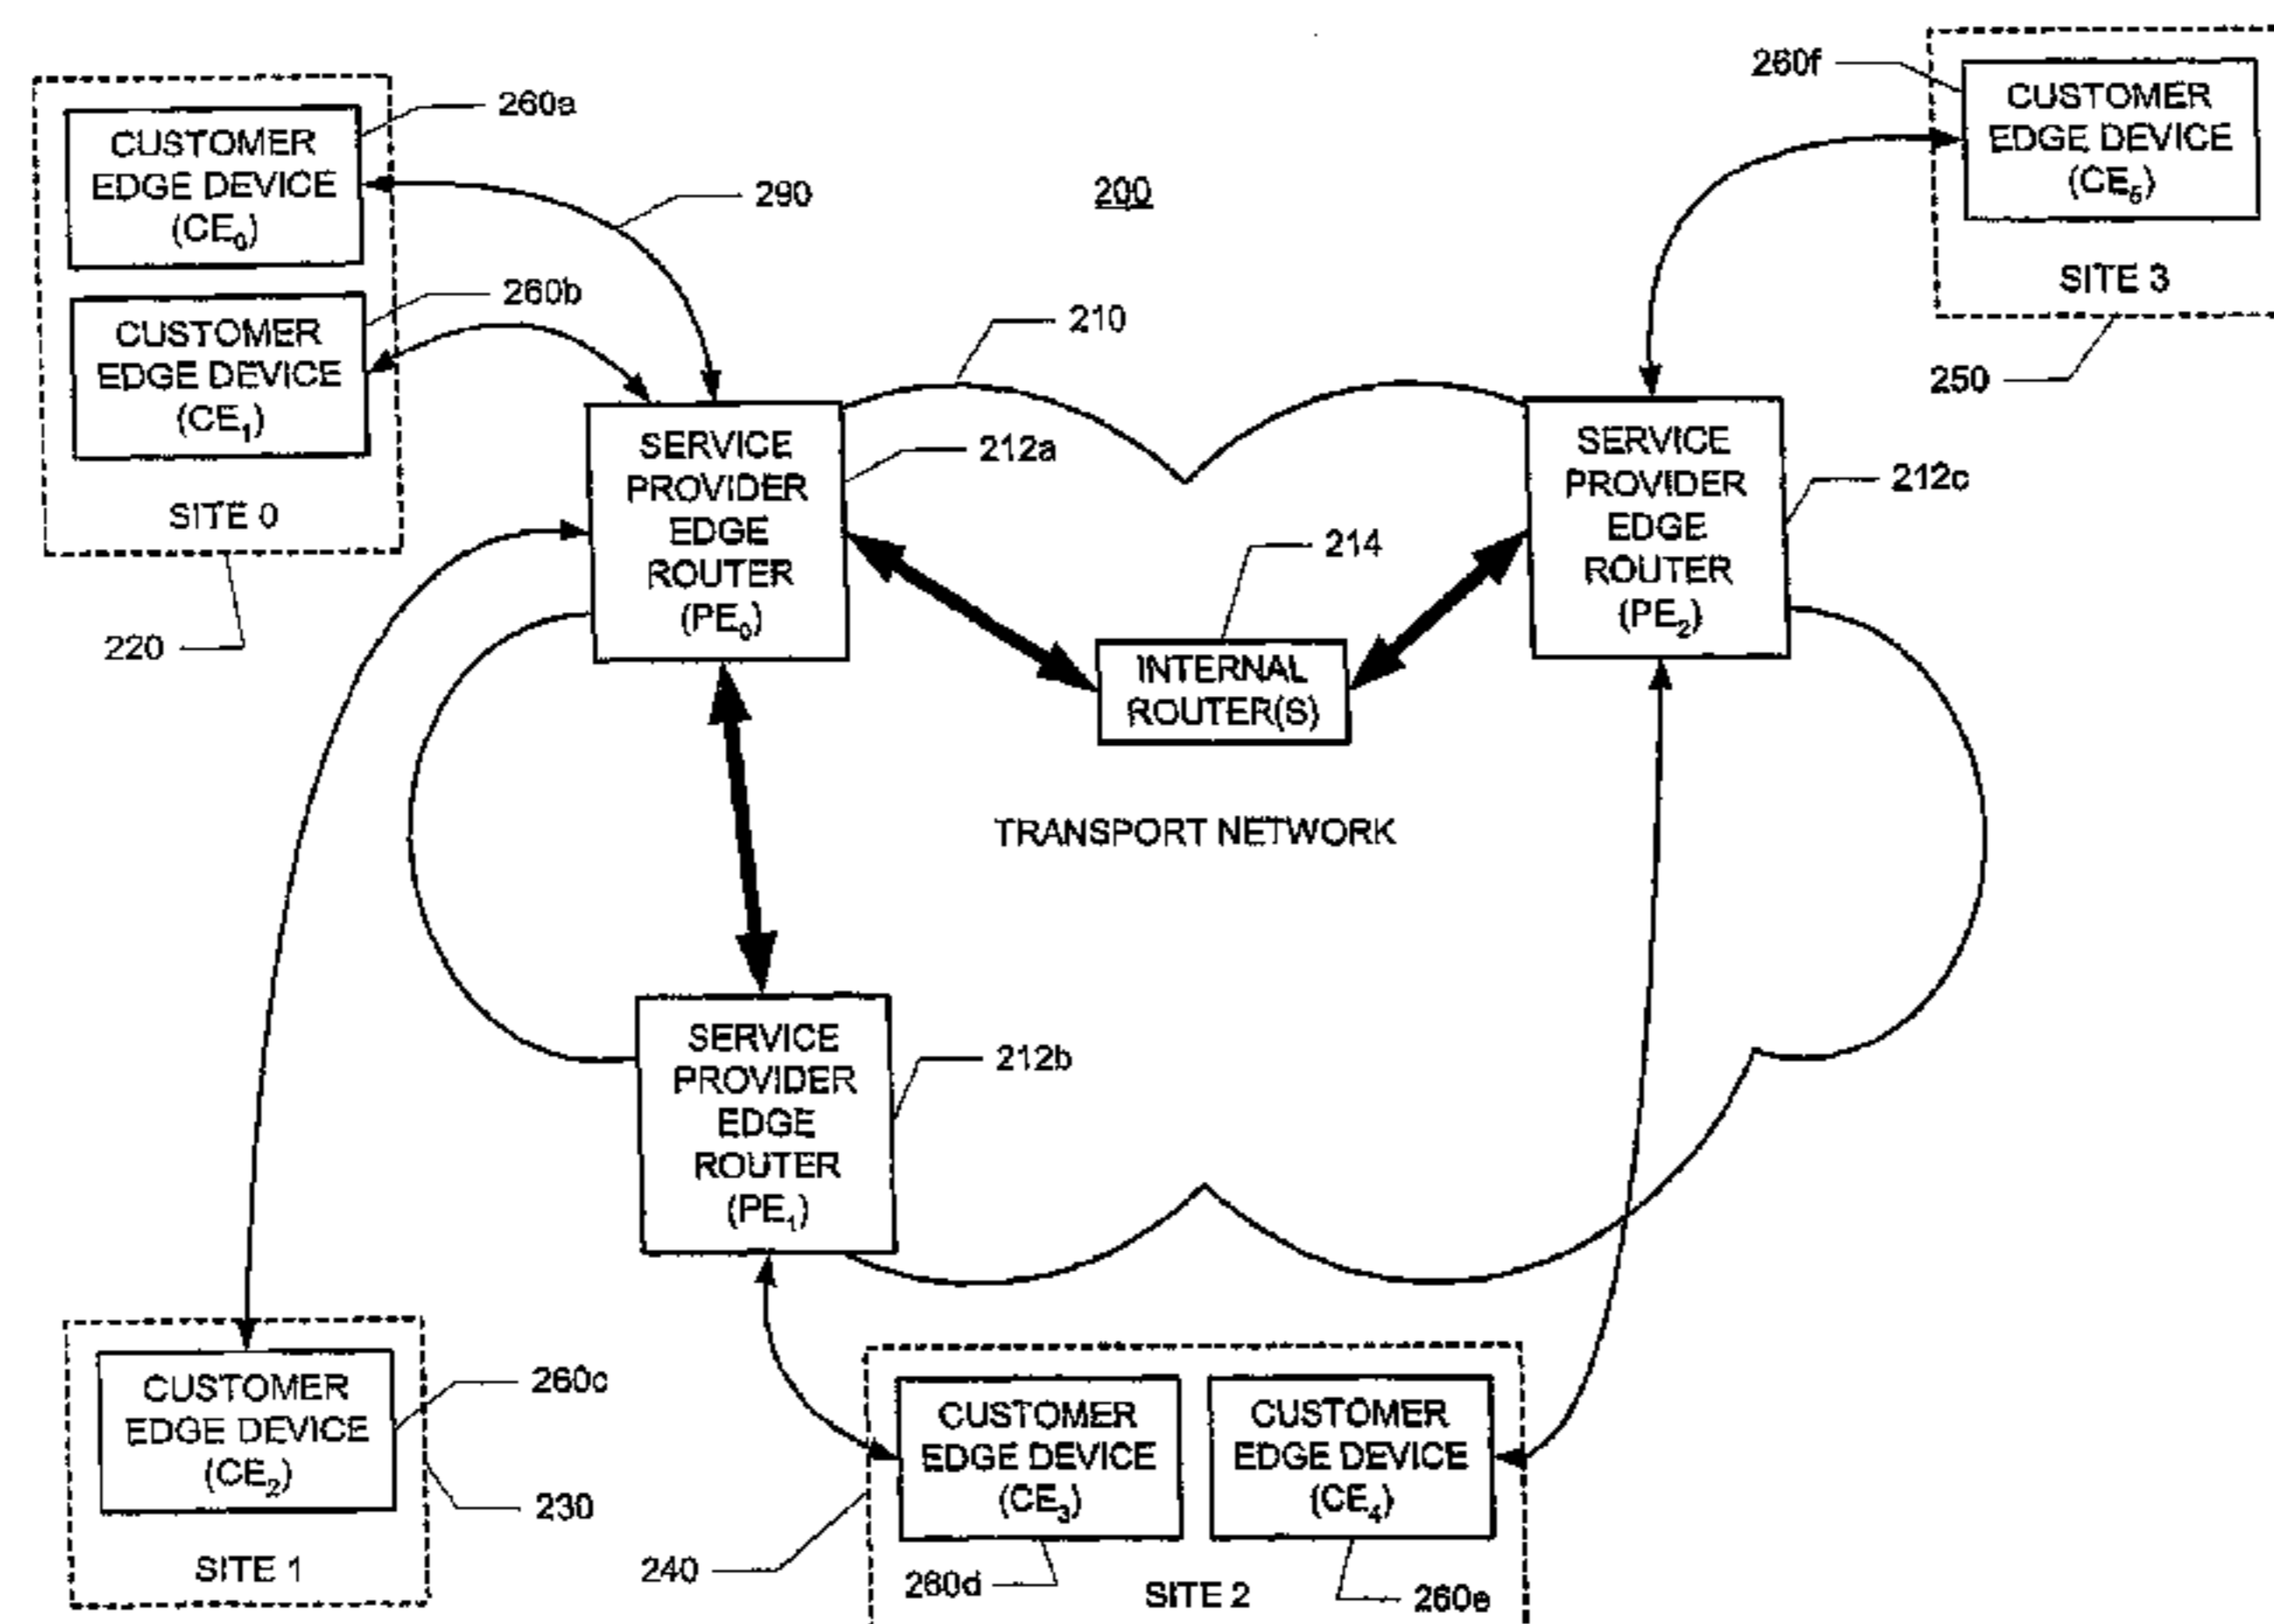 CUSTOMER
EDGE DEVICE
(CE₀)
260a
CUSTOMER
EDGE DEVICE
(CE₁)
260b
SITE 0
220
290
200
210
260f
CUSTOMER
EDGE DEVICE
(CE₅)
SITE 3
250
SERVICE
PROVIDER
EDGE
ROUTER
(PE₀)
212a
214
INTERNAL
ROUTER(S)
SERVICE
PROVIDER
EDGE
ROUTER
(PE₂)
212c
TRANSPORT NETWORK
SERVICE
PROVIDER
EDGE
ROUTER
(PE₁)
212b
CUSTOMER
EDGE DEVICE
(CE₂)
260c
230
SITE 1
CUSTOMER
EDGE DEVICE
(CE₃)
CUSTOMER
EDGE DEVICE
(CE₄)
240
260d
SITE 2
260e